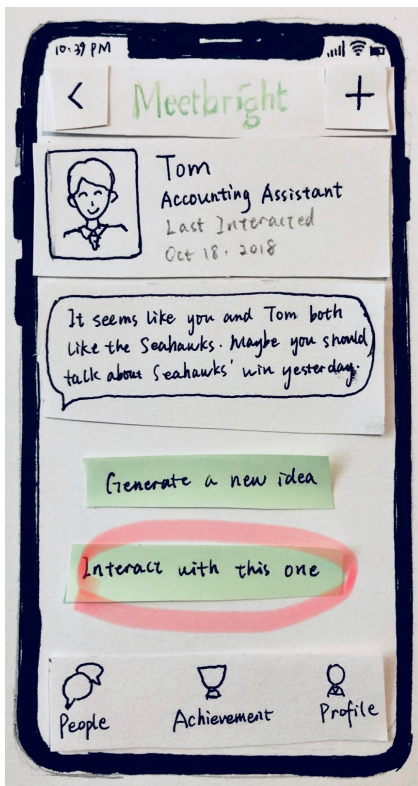 10:39 PM
<
Meetbright
+
Tom
Accounting Assistant
Last Interacted
Oct 18, 2018
It seems like you and Tom both
like the Seahawks. Maybe you should
talk about Seahawks' win yesterday.
Generate a new idea
Interact with this one
People
Achievement
Profile